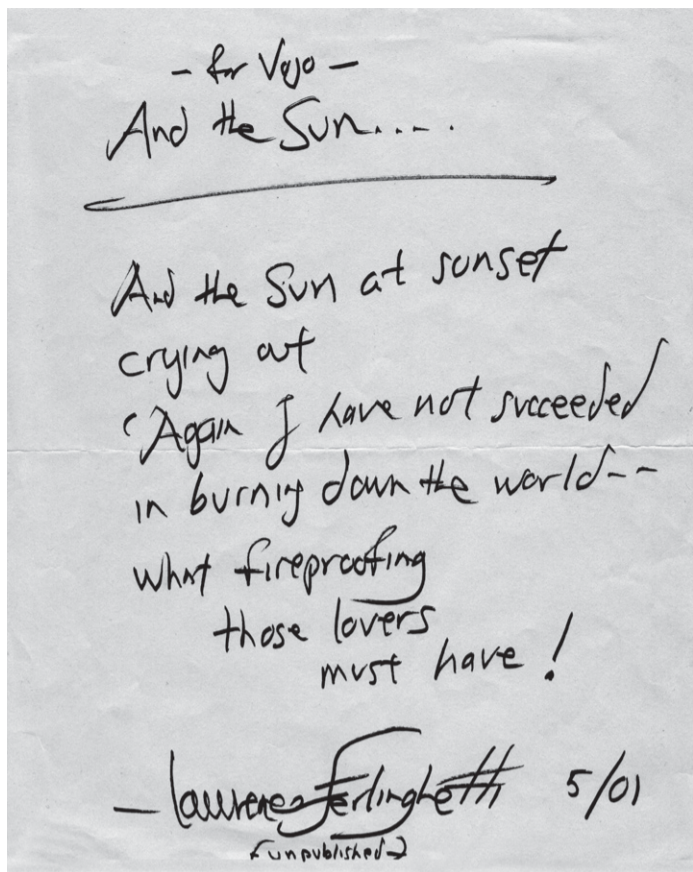 - for Vojo -
And the Sun.....
And the Sun at sunset
crying out
'Again I have not succeeded
in burning down the world--
what fireproofing
those lovers
must have!
- Lawrence Ferlinghetti 5/01
(unpublished)